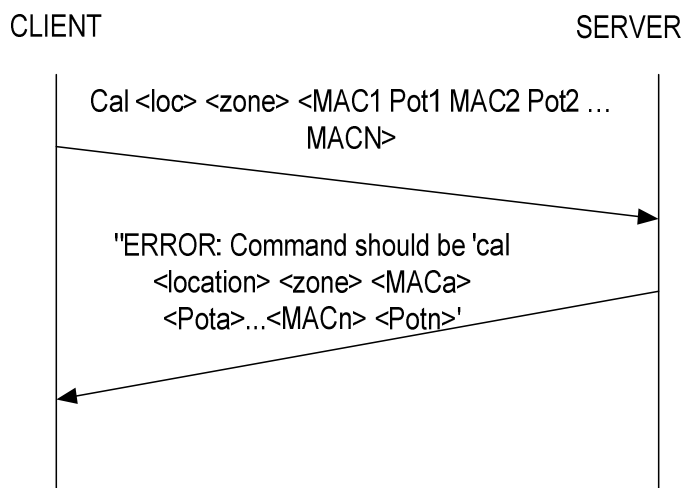 CLIENT
SERVER
Cal <loc> <zone> <MAC1 Pot1 MAC2 Pot2 …
MACN>
"ERROR: Command should be 'cal
<location> <zone> <MACa>
<Pota>...<MACn> <Potn>'